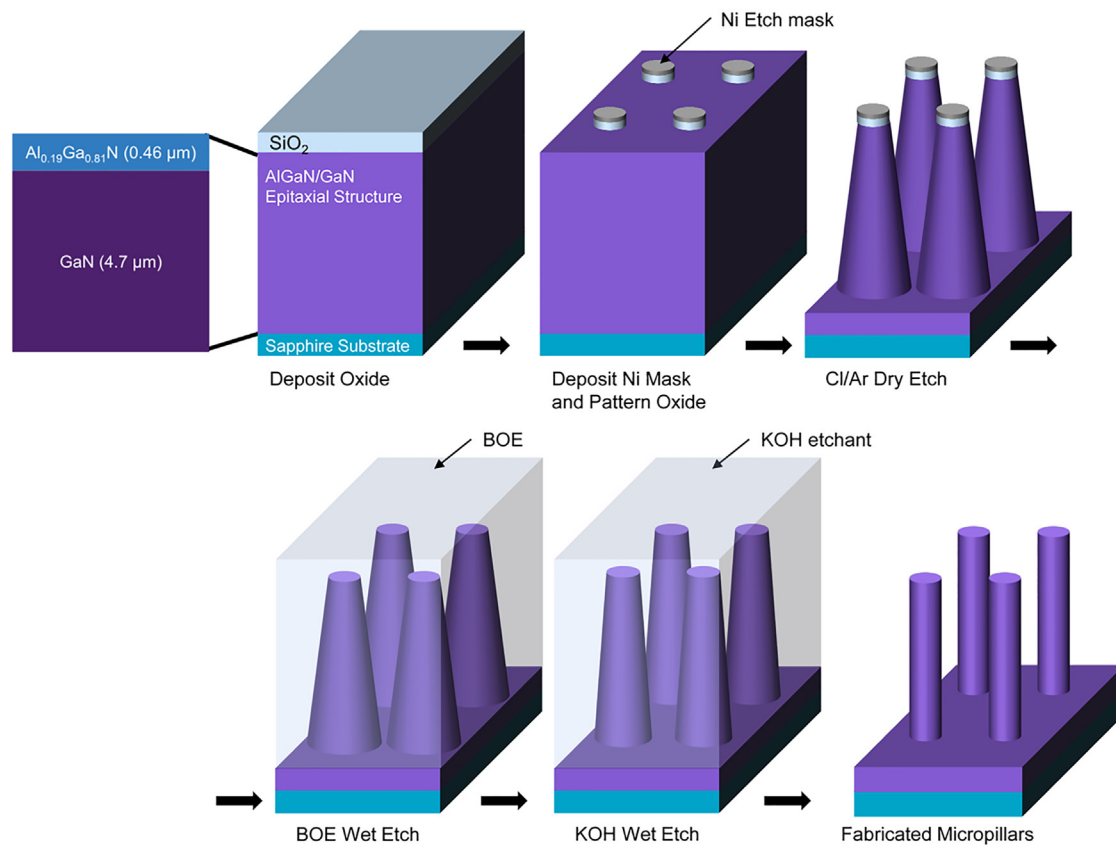 Ni Etch mask
SiO₂
Al₀.₁₉Ga₀.₈₁N (0.46 µm)
AlGaN/GaN
Epitaxial Structure
GaN (4.7 µm)
Sapphire Substrate
Deposit Oxide
Deposit Ni Mask
and Pattern Oxide
Cl/Ar Dry Etch
BOE
KOH etchant
BOE Wet Etch
KOH Wet Etch
Fabricated Micropillars